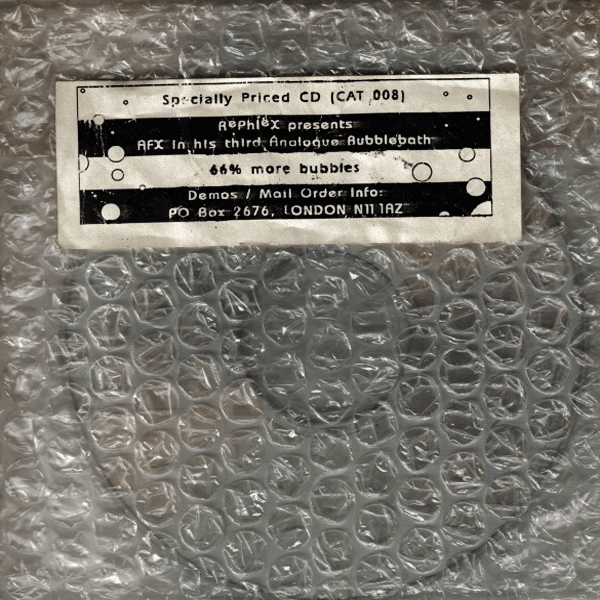 Specially Priced CD (CAT 008)
Rephlex presents
AFX in his third Analogue Bubblebath
66% more bubbles
Demos / Mail Order Info:
PO Box 2676, LONDON N11 1AZ